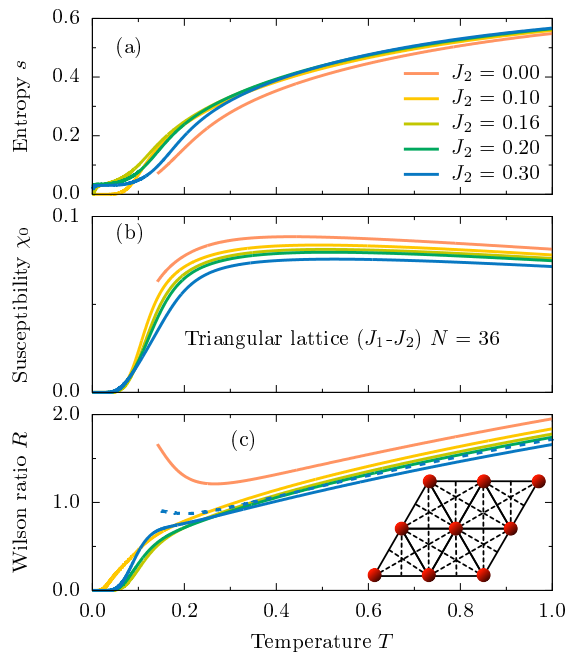 0.6
(a)
0.4
Entropy s
J₂ = 0.00
J₂ = 0.10
J₂ = 0.16
0.2
J₂ = 0.20
J₂ = 0.30
0.0
0.1
(b)
Susceptibility χ₀
Triangular lattice (J₁-J₂) N = 36
0.0
2.0
(c)
Wilson ratio R
1.0
0.0
0.0 0.2 0.4 0.6 0.8 1.0
Temperature T